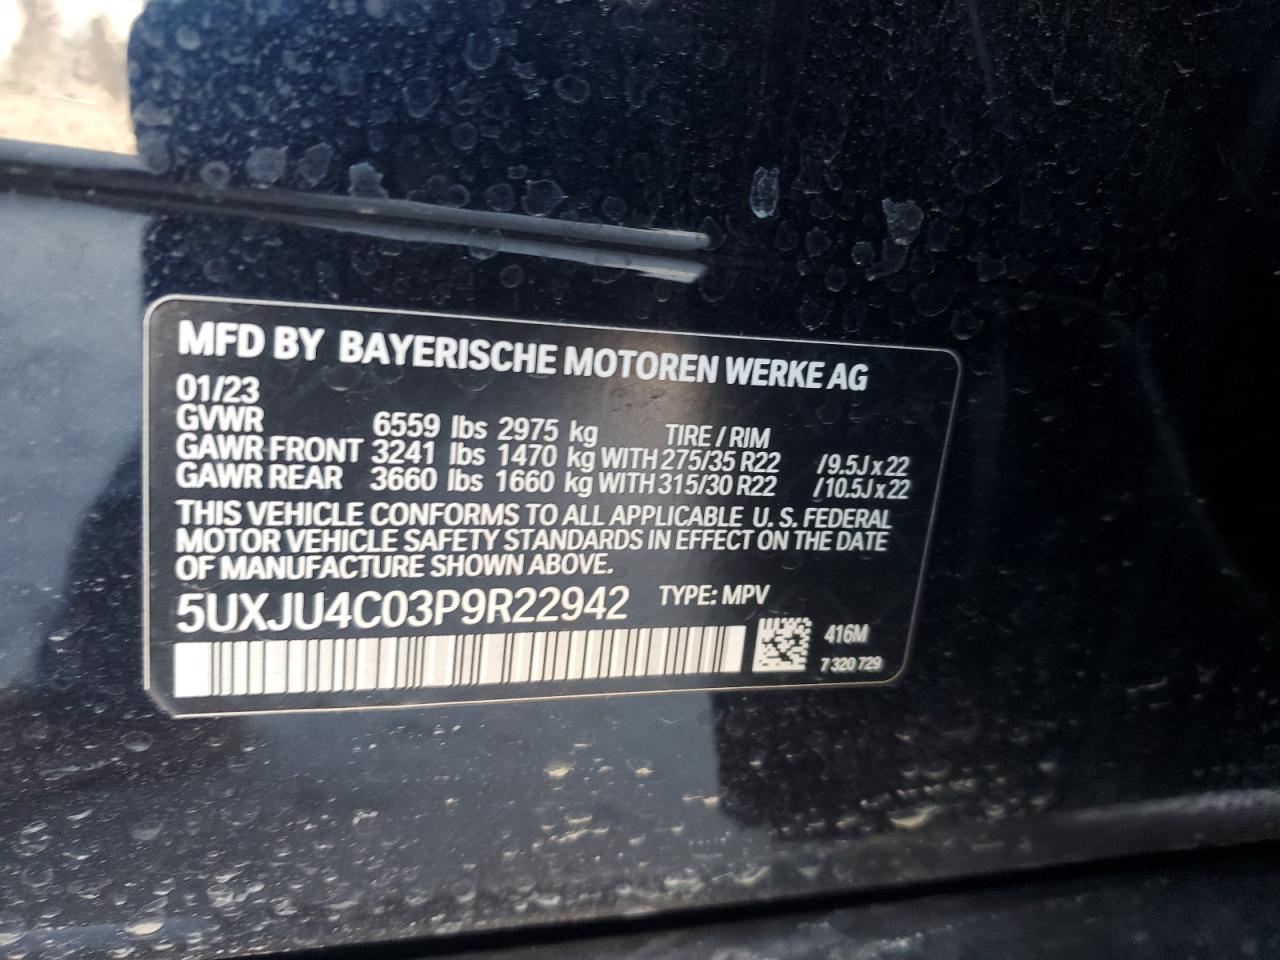 MFD BY BAYERISCHE MOTOREN WERKE AG
01/23
GVWR 6559 lbs 2975 kg TIRE / RIM
GAWR FRONT 3241 lbs 1470 kg WITH 275/35 R22 /9.5J x 22
GAWR REAR 3660 lbs 1660 kg WITH 315/30 R22 /10.5J x 22
THIS VEHICLE CONFORMS TO ALL APPLICABLE U. S. FEDERAL
MOTOR VEHICLE SAFETY STANDARDS IN EFFECT ON THE DATE
OF MANUFACTURE SHOWN ABOVE.
5UXJU4C03P9R22942 TYPE: MPV
416M
7 320 729